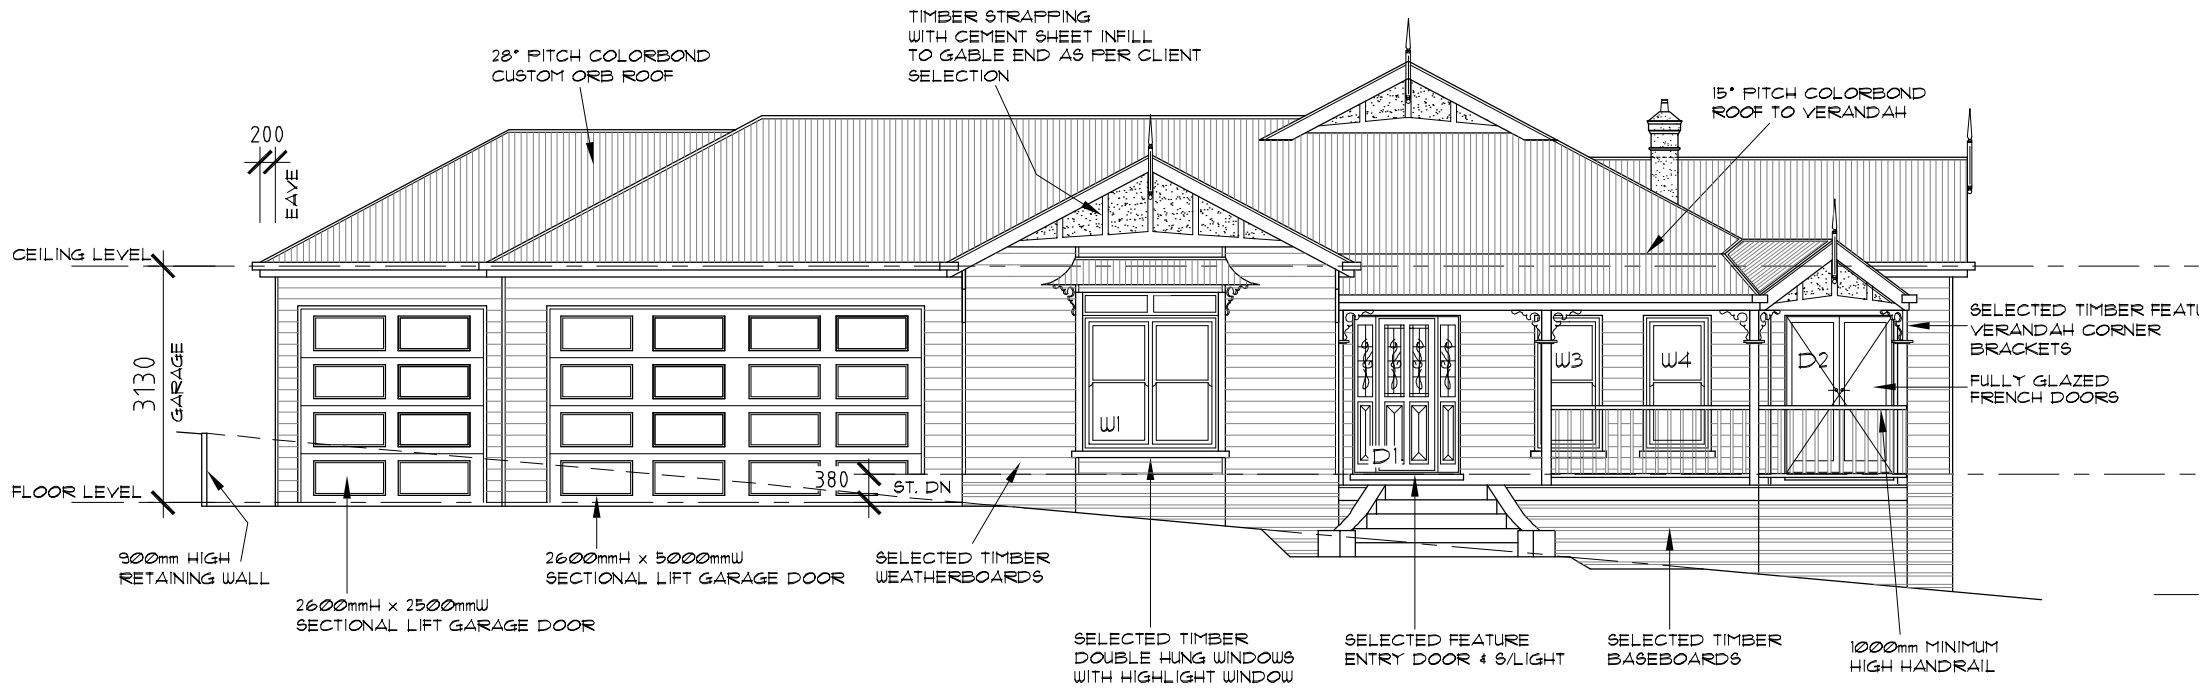 TIMBER STRAPPING
WITH CEMENT SHEET INFILL
TO GABLE END AS PER CLIENT
SELECTION
28° PITCH COLORBOND
CUSTOM ORB ROOF
15° PITCH COLORBOND
ROOF TO VERANDAH
200
EAVE
CEILING LEVEL
3130
GARAGE
FLOOR LEVEL
SELECTED TIMBER FEATU
VERANDAH CORNER
BRACKETS
FULLY GLAZED
FRENCH DOORS
W1
D1
W3
W4
D2
380
ST. DN
900mm HIGH
RETAINING WALL
2600mmH x 2500mmW
SECTIONAL LIFT GARAGE DOOR
2600mmH x 5000mmW
SECTIONAL LIFT GARAGE DOOR
SELECTED TIMBER
WEATHERBOARDS
SELECTED TIMBER
DOUBLE HUNG WINDOWS
WITH HIGHLIGHT WINDOW
SELECTED FEATURE
ENTRY DOOR & S/LIGHT
SELECTED TIMBER
BASEBOARDS
1000mm MINIMUM
HIGH HANDRAIL